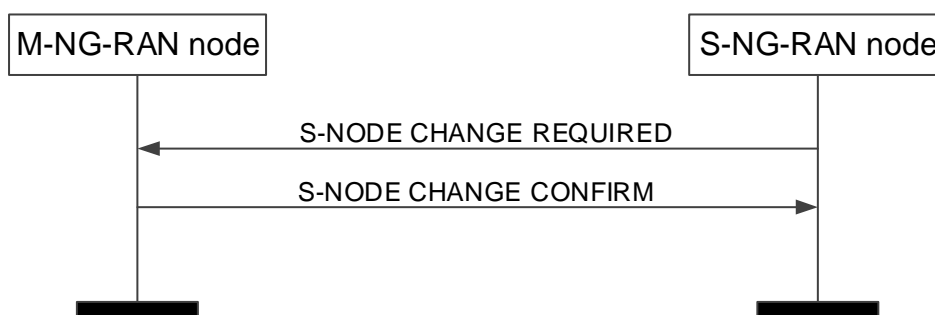 M-NG-RAN node
S-NG-RAN node
S-NODE CHANGE REQUIRED
S-NODE CHANGE CONFIRM